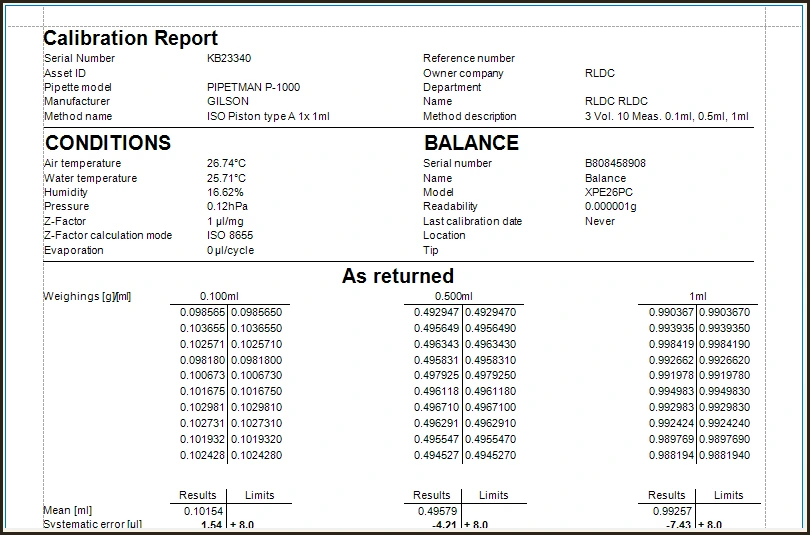 Calibration Report
Serial Number KB23340 Reference number
Asset ID Owner company RLDC
Pipette model PIPETMAN P-1000 Department
Manufacturer GILSON Name RLDC RLDC
Method name ISO Piston type A 1x 1ml Method description 3 Vol. 10 Meas. 0.1ml, 0.5ml, 1ml
CONDITIONS BALANCE
Air temperature 26.74°C Serial number B808458908
Water temperature 25.71°C Name Balance
Humidity 16.62% Model XPE26PC
Pressure 0.12hPa Readability 0.000001g
Z-Factor 1 µl/mg Last calibration date Never
Z-Factor calculation mode ISO 8655 Location
Evaporation 0 µl/cycle Tip
As returned
Weighings [g]/[ml] 0.100ml 0.500ml 1ml
0.098565 0.0985650 0.492947 0.4929470 0.990367 0.9903670
0.103655 0.1036550 0.495649 0.4956490 0.993935 0.9939350
0.102571 0.1025710 0.496343 0.4963430 0.998419 0.9984190
0.098180 0.0981800 0.495831 0.4958310 0.992662 0.9926620
0.100673 0.1006730 0.497925 0.4979250 0.991978 0.9919780
0.101675 0.1016750 0.496118 0.4961180 0.994983 0.9949830
0.102981 0.1029810 0.496710 0.4967100 0.992983 0.9929830
0.102731 0.1027310 0.496291 0.4962910 0.992424 0.9924240
0.101932 0.1019320 0.495547 0.4955470 0.989769 0.9897690
0.102428 0.1024280 0.494527 0.4945270 0.988194 0.9881940
Results Limits Results Limits Results Limits
Mean [ml] 0.10154 0.49579 0.99257
Systematic error [µl] 1.54 ± 8.0 -4.21 ± 8.0 -7.43 ± 8.0